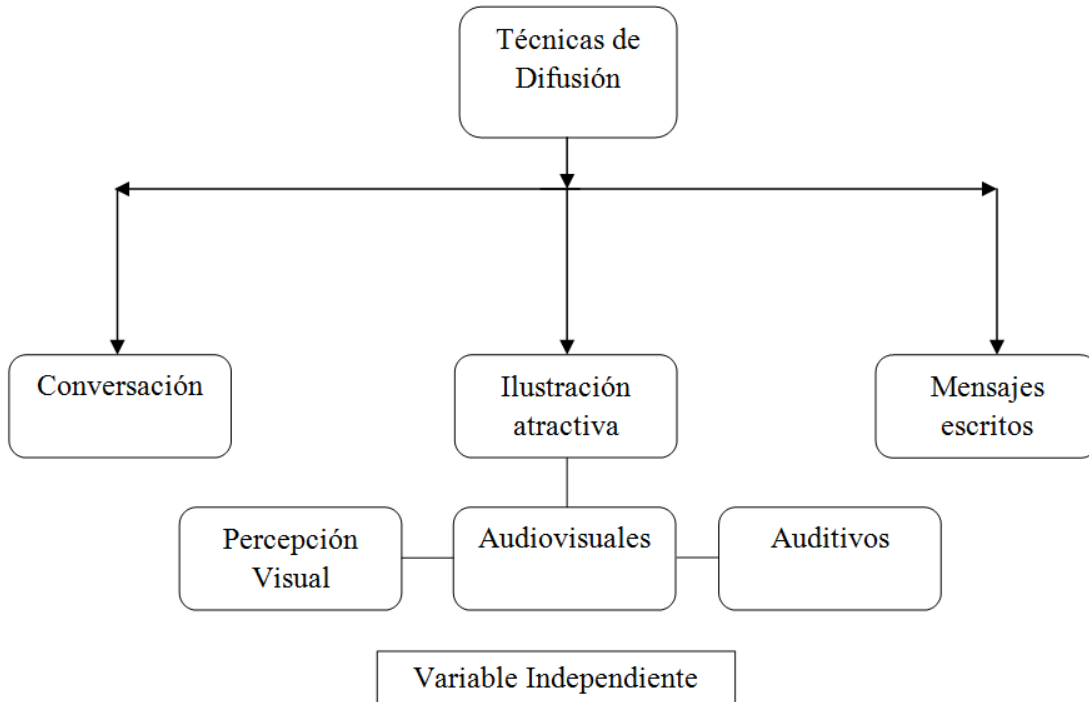 Técnicas de
Difusión
Conversación
Ilustración
atractiva
Mensajes
escritos
Percepción
Visual
Audiovisuales
Auditivos
Variable Independiente